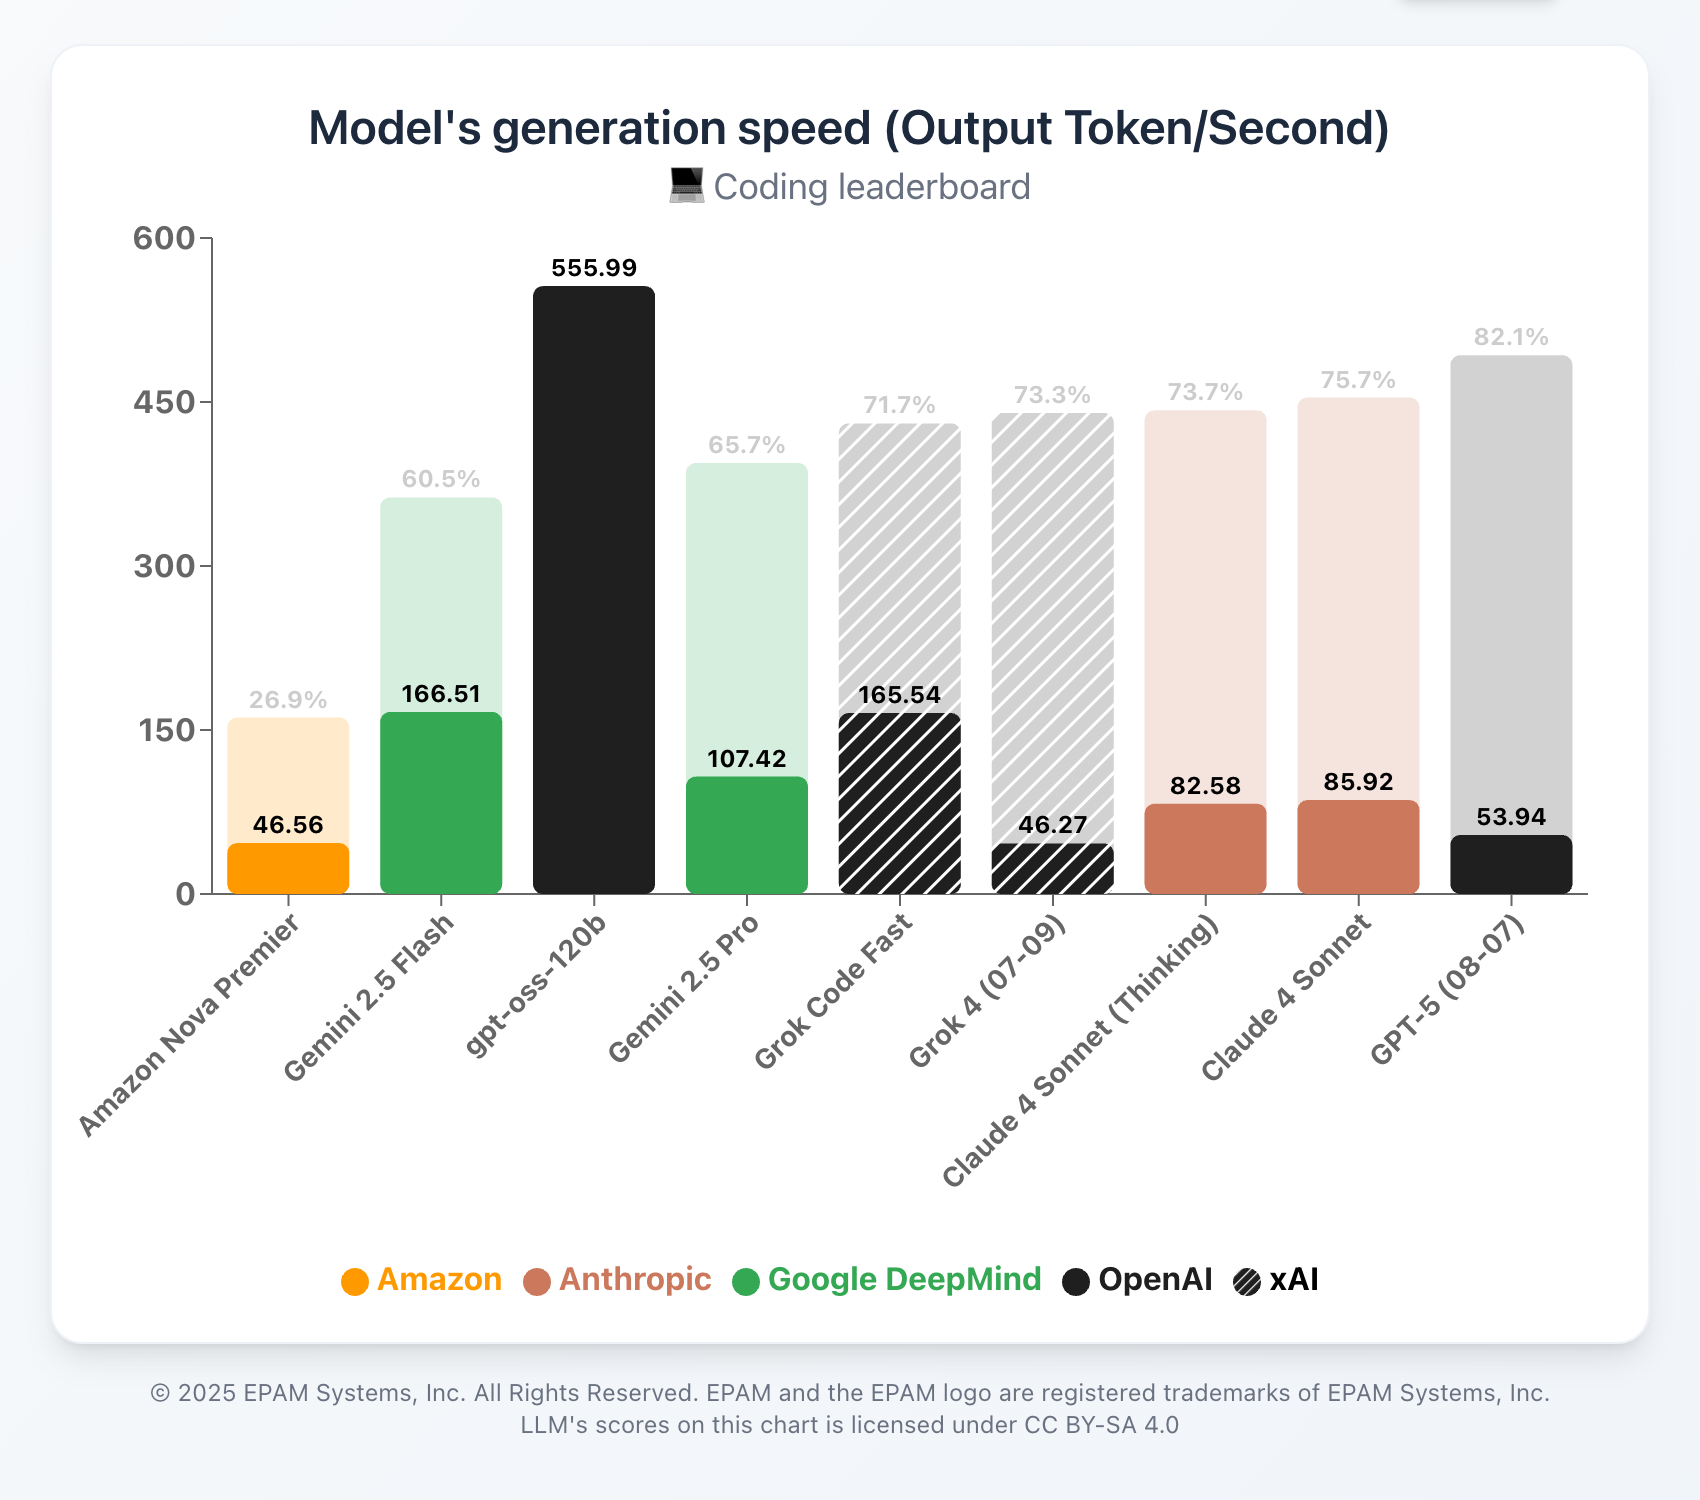 Model's generation speed (Output Token/Second)
Coding leaderboard
600
450
300
150
0
26.9%
46.56
60.5%
166.51
555.99
65.7%
107.42
71.7%
165.54
73.3%
46.27
73.7%
82.58
75.7%
85.92
82.1%
53.94
Amazon Nova Premier
Gemini 2.5 Flash
gpt-oss-120b
Gemini 2.5 Pro
Grok Code Fast
Grok 4 (07-09)
Claude 4 Sonnet (Thinking)
Claude 4 Sonnet
GPT-5 (08-07)
Amazon Anthropic Google DeepMind OpenAI xAI
© 2025 EPAM Systems, Inc. All Rights Reserved. EPAM and the EPAM logo are registered trademarks of EPAM Systems, Inc.
LLM's scores on this chart is licensed under CC BY-SA 4.0